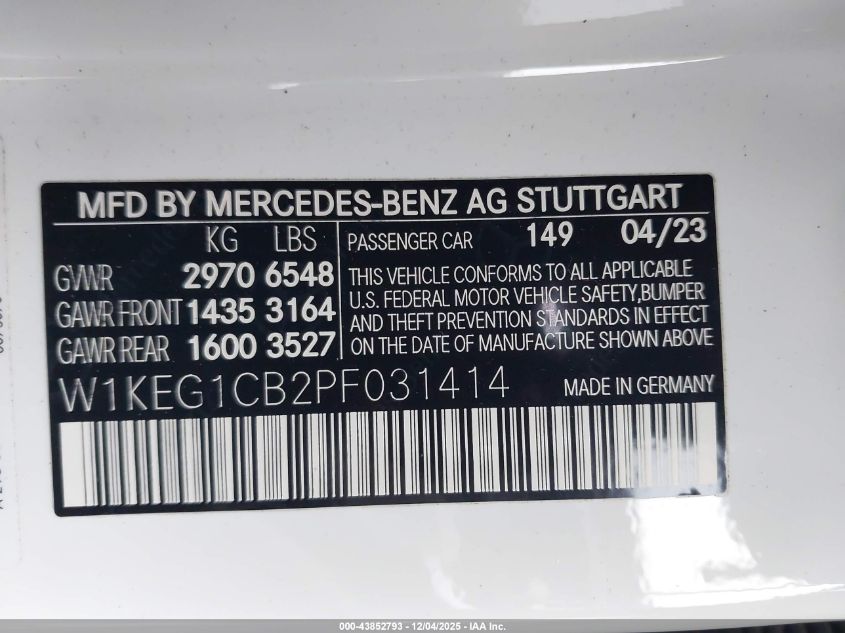 MFD BY MERCEDES-BENZ AG STUTTGART
KG LBS
GVWR 2970 6548
GAWR FRONT 1435 3164
GAWR REAR 1600 3527
PASSENGER CAR 149 04/23
THIS VEHICLE CONFORMS TO ALL APPLICABLE
U.S. FEDERAL MOTOR VEHICLE SAFETY, BUMPER
AND THEFT PREVENTION STANDARDS IN EFFECT
ON THE DATE OF MANUFACTURE SHOWN ABOVE
W1KEG1CB2PF031414 MADE IN GERMANY
000-43852793 - 12/04/2025 - IAA Inc.